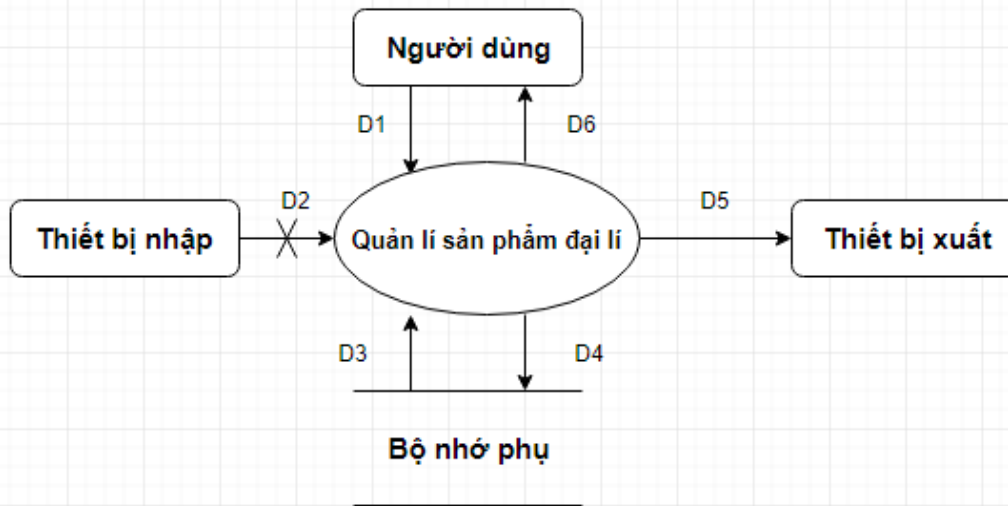 Người dùng
D1
D6
D2
D5
Thiết bị nhập
Quản lí sản phẩm đại lí
Thiết bị xuất
D3
D4
Bộ nhớ phụ